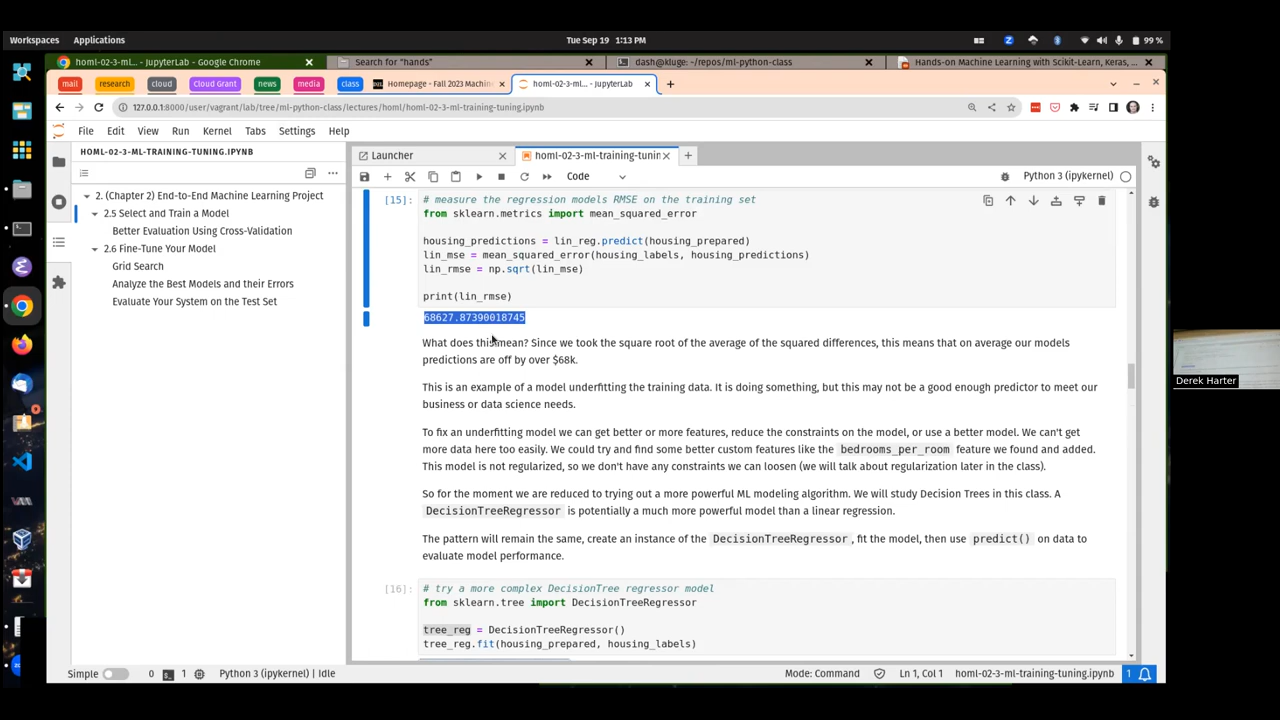 Workspaces Applications Tue Sep 19 1:13 PM 99 %
homl-02-3-ml... - JupyterLab - Google Chrome × Search for "hands" × dash@kluge: ~/repos/ml-python-class × Hands-on Machine Learning with Scikit-Learn, Keras, ... ×
mail research cloud Cloud Grant news media class Homepage - Fall 2023 Machin × homl-02-3-ml... - JupyterLab × +
127.0.0.1:8000/user/vagrant/lab/tree/ml-python-class/lectures/homl/homl-02-3-ml-training-tuning.ipynb
File Edit View Run Kernel Tabs Settings Help
HOML-02-3-ML-TRAINING-TUNING.IPYNB
Launcher × homl-02-3-ml-training-tunin × +
Code Python 3 (ipykernel)
2. (Chapter 2) End-to-End Machine Learning Project
2.5 Select and Train a Model
Better Evaluation Using Cross-Validation
2.6 Fine-Tune Your Model
Grid Search
Analyze the Best Models and their Errors
Evaluate Your System on the Test Set
[15]: # measure the regression models RMSE on the training set
from sklearn.metrics import mean_squared_error
housing_predictions = lin_reg.predict(housing_prepared)
lin_mse = mean_squared_error(housing_labels, housing_predictions)
lin_rmse = np.sqrt(lin_mse)
print(lin_rmse)
68627.87390018745
What does this mean? Since we took the square root of the average of the squared differences, this means that on average our models
predictions are off by over $68k.
This is an example of a model underfitting the training data. It is doing something, but this may not be a good enough predictor to meet our
business or data science needs.
To fix an underfitting model we can get better or more features, reduce the constraints on the model, or use a better model. We can't get
more data here too easily. We could try and find some better custom features like the bedrooms_per_room feature we found and added.
This model is not regularized, so we don't have any constraints we can loosen (we will talk about regularization later in the class).
So for the moment we are reduced to trying out a more powerful ML modeling algorithm. We will study Decision Trees in this class. A
DecisionTreeRegressor is potentially a much more powerful model than a linear regression.
The pattern will remain the same, create an instance of the DecisionTreeRegressor , fit the model, then use predict() on data to
evaluate model performance.
[16]: # try a more complex DecisionTree regressor model
from sklearn.tree import DecisionTreeRegressor
tree_reg = DecisionTreeRegressor()
tree_reg.fit(housing_prepared, housing_labels)
Simple 0 1 Python 3 (ipykernel) | Idle Mode: Command Ln 1, Col 1 homl-02-3-ml-training-tuning.ipynb 1
Derek Harter